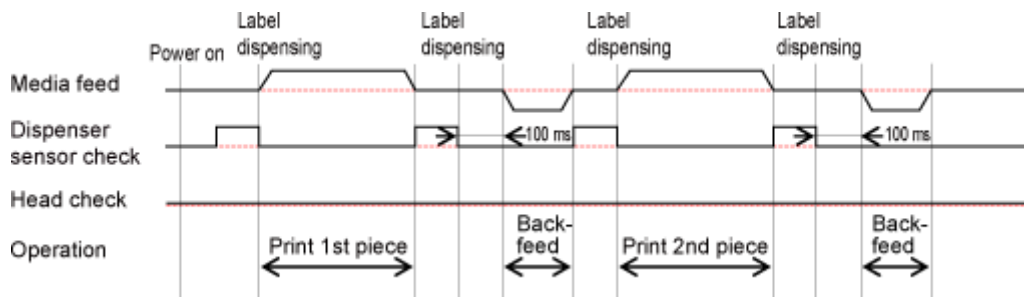 Power on
Label
dispensing
Label
dispensing
Label
dispensing
Label
dispensing
Media feed
Dispenser
sensor check
100 ms
100 ms
Head check
Operation
Print 1st piece
Back-
feed
Print 2nd piece
Back-
feed